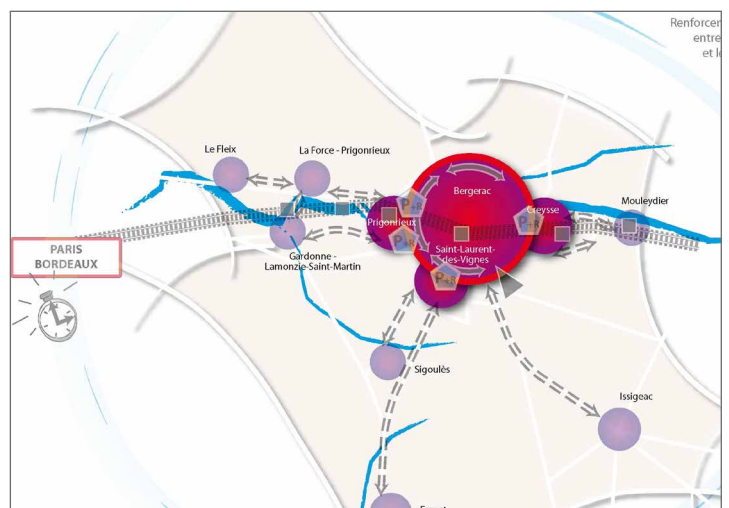 Renforcer
entre
et
Le Fleix
La Force - Prigonrieux
Bergerac
Mouleydier
P+R
Creysse
P+R
Prigonrieux
P+R
PARIS
BORDEAUX
Saint-Laurent
-des-Vignes
Gardonne -
Lamonzie-Saint-Martin
P+R
Sigoulès
Issigeac